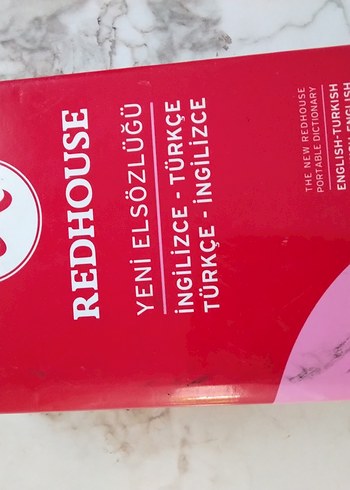 REDHOUSE
YENİ ELSÖZLÜĞÜ
İNGİLİZCE - TÜRKÇE
TÜRKÇE - İNGİLİZCE
THE NEW REDHOUSE
PORTABLE DICTIONARY
ENGLISH-TURKISH